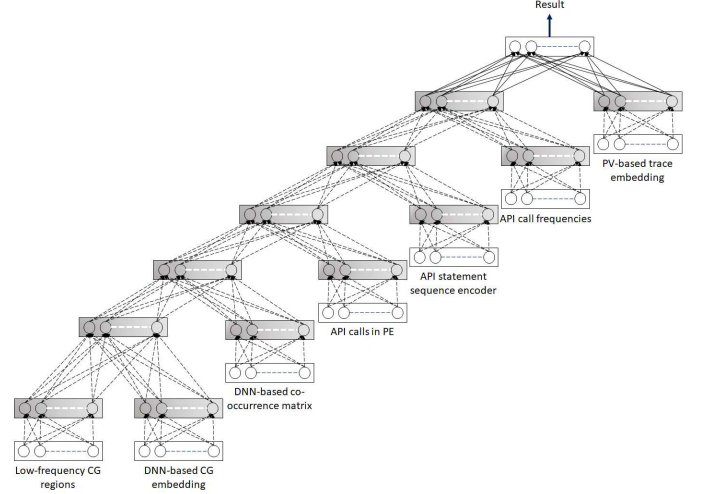 Result
PV-based trace
embedding
API call frequencies
API statement
sequence encoder
API calls in PE
DNN-based co-
occurrence matrix
Low-frequency CG
regions
DNN-based CG
embedding